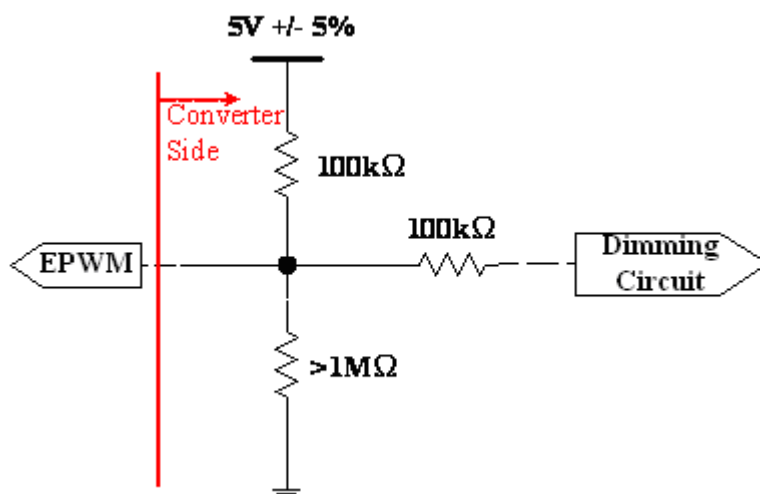 5V +/- 5%
Converter
Side
100kΩ
100kΩ
EPWM
Dimming
Circuit
>1MΩ